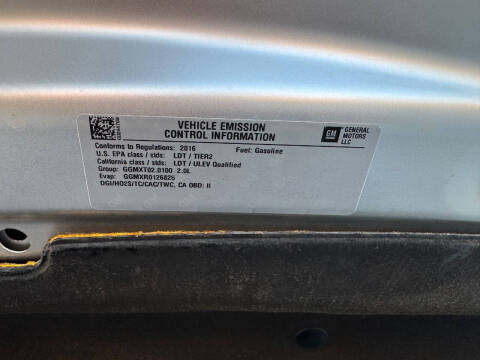 VEHICLE EMISSION
CONTROL INFORMATION
GM GENERAL MOTORS LLC
Conforms to Regulations: 2016 Fuel: Gasoline
U.S. EPA class / stds: LDT / TIER2
California class / stds: LDT / ULEV Qualified
Group: GGMXT02.0100 2.0L
Evap: GGMXR0126825
DGI/HO2S/TC/CAC/TWC, CA OBD: II